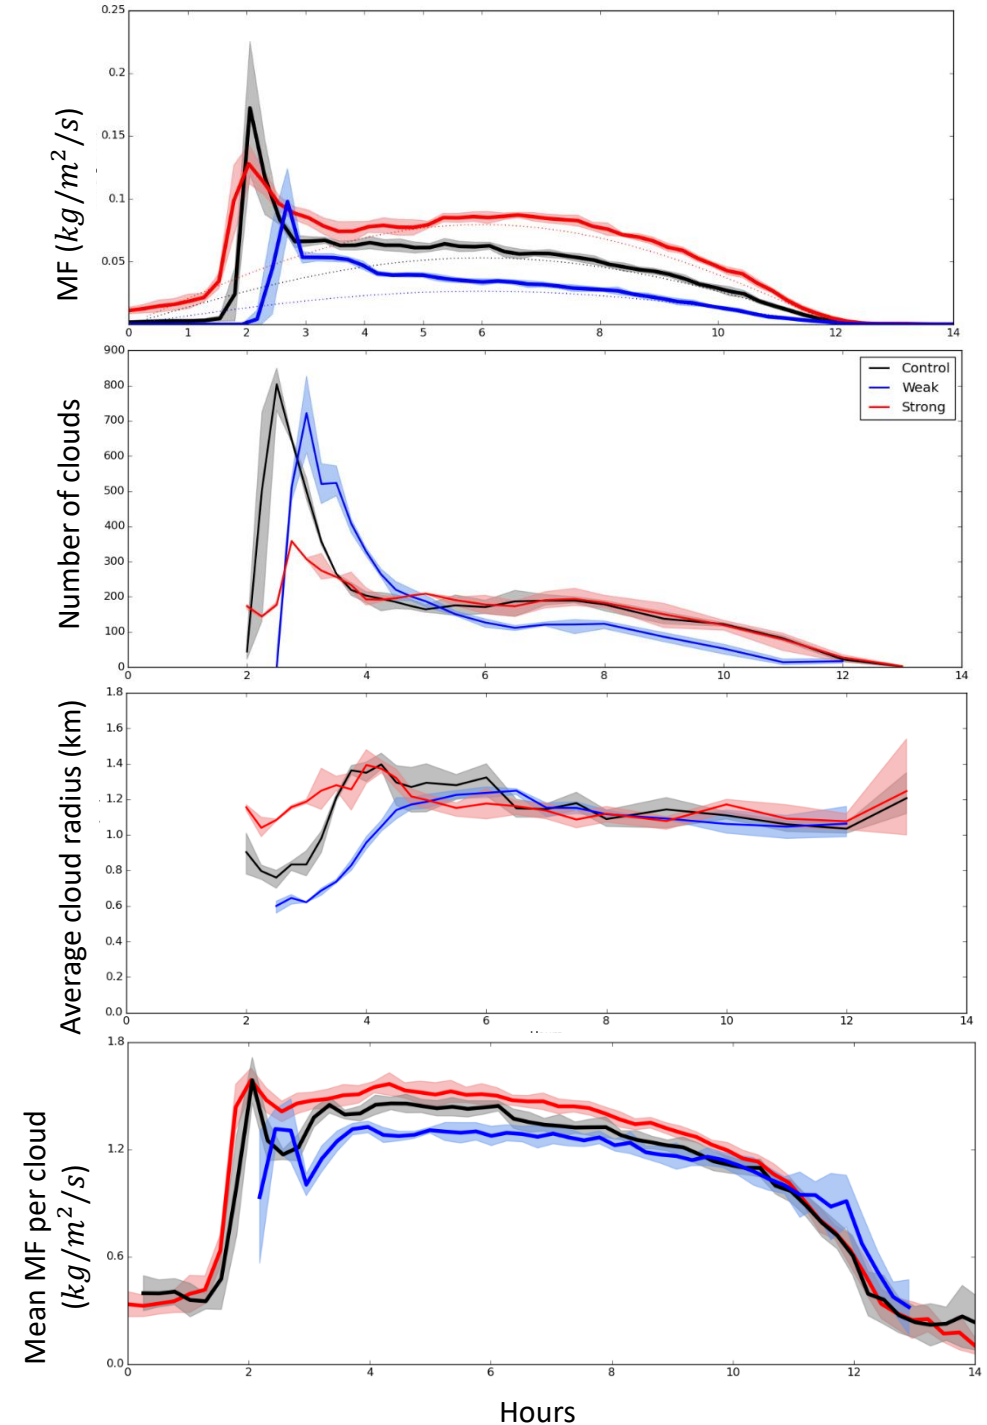 0.25
0.2
0.15
0.1
0.05
MF (kg/m²/s)
0 1 2 3 4 5 6 8 10 12 14
900
800
700
600
500
400
300
200
100
0
Number of clouds
Control
Weak
Strong
0 2 4 6 8 10 12 14
1.8
1.6
1.4
1.2
1.0
0.8
0.6
0.4
0.2
0.0
Average cloud radius (km)
0 2 4 6 8 10 12 14
1.8
1.2
0.6
0.0
Mean MF per cloud
(kg/m²/s)
0 2 4 6 8 10 12 14
Hours